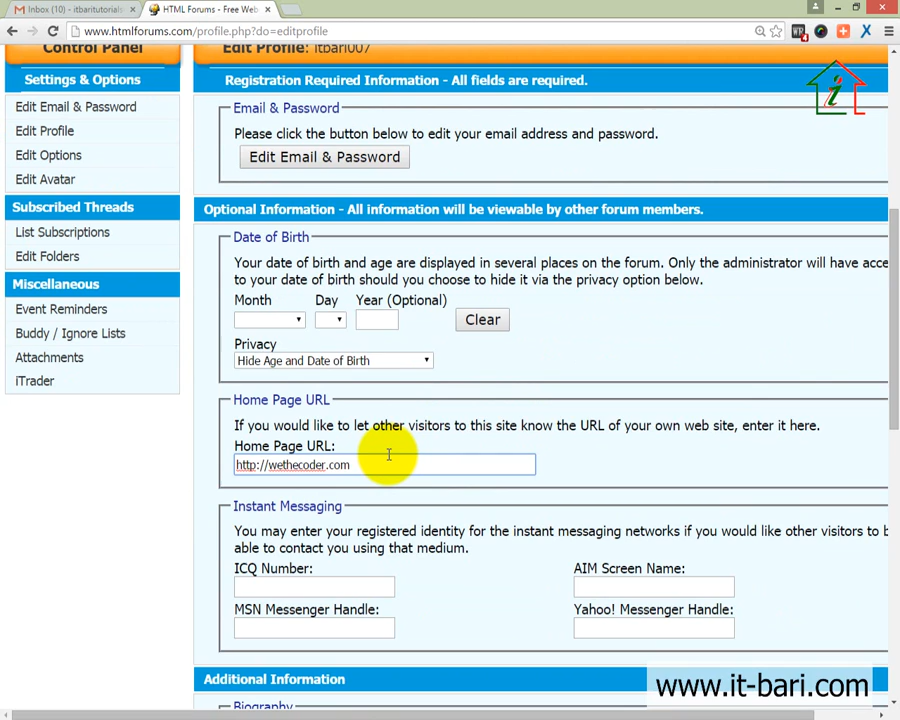 Inbox (10) - itbaritutorials
HTML Forums - Free Web
www.htmlforums.com/profile.php?do=editprofile
Control Panel
Edit Profile: itbari007
Settings & Options
Registration Required Information - All fields are required.
Edit Email & Password
Email & Password
Edit Profile
Please click the button below to edit your email address and password.
Edit Options
Edit Email & Password
Edit Avatar
Subscribed Threads
Optional Information - All information will be viewable by other forum members.
List Subscriptions
Date of Birth
Edit Folders
Your date of birth and age are displayed in several places on the forum. Only the administrator will have acce
to your date of birth should you choose to hide it via the privacy option below.
Miscellaneous
Month Day Year (Optional)
Event Reminders
Clear
Buddy / Ignore Lists
Privacy
Attachments
Hide Age and Date of Birth
iTrader
Home Page URL
If you would like to let other visitors to this site know the URL of your own web site, enter it here.
Home Page URL:
http://wethecoder.com
Instant Messaging
You may enter your registered identity for the instant messaging networks if you would like other visitors to b
able to contact you using that medium.
ICQ Number: AIM Screen Name:
MSN Messenger Handle: Yahoo! Messenger Handle:
Additional Information
www.it-bari.com
Biography